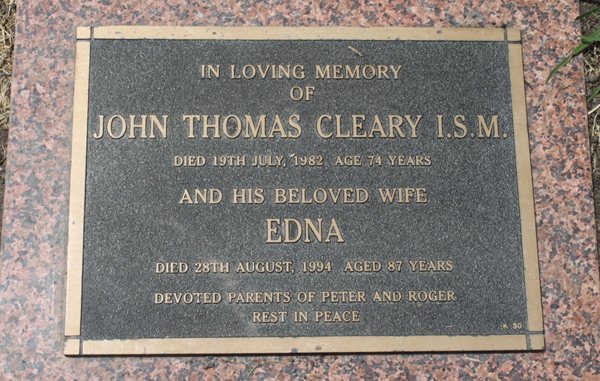 IN LOVING MEMORY
OF
JOHN THOMAS CLEARY I.S.M.
DIED 19TH JULY, 1982 AGE 74 YEARS
AND HIS BELOVED WIFE
EDNA
DIED 28TH AUGUST, 1994 AGED 87 YEARS
DEVOTED PARENTS OF PETER AND ROGER
REST IN PEACE
K 30